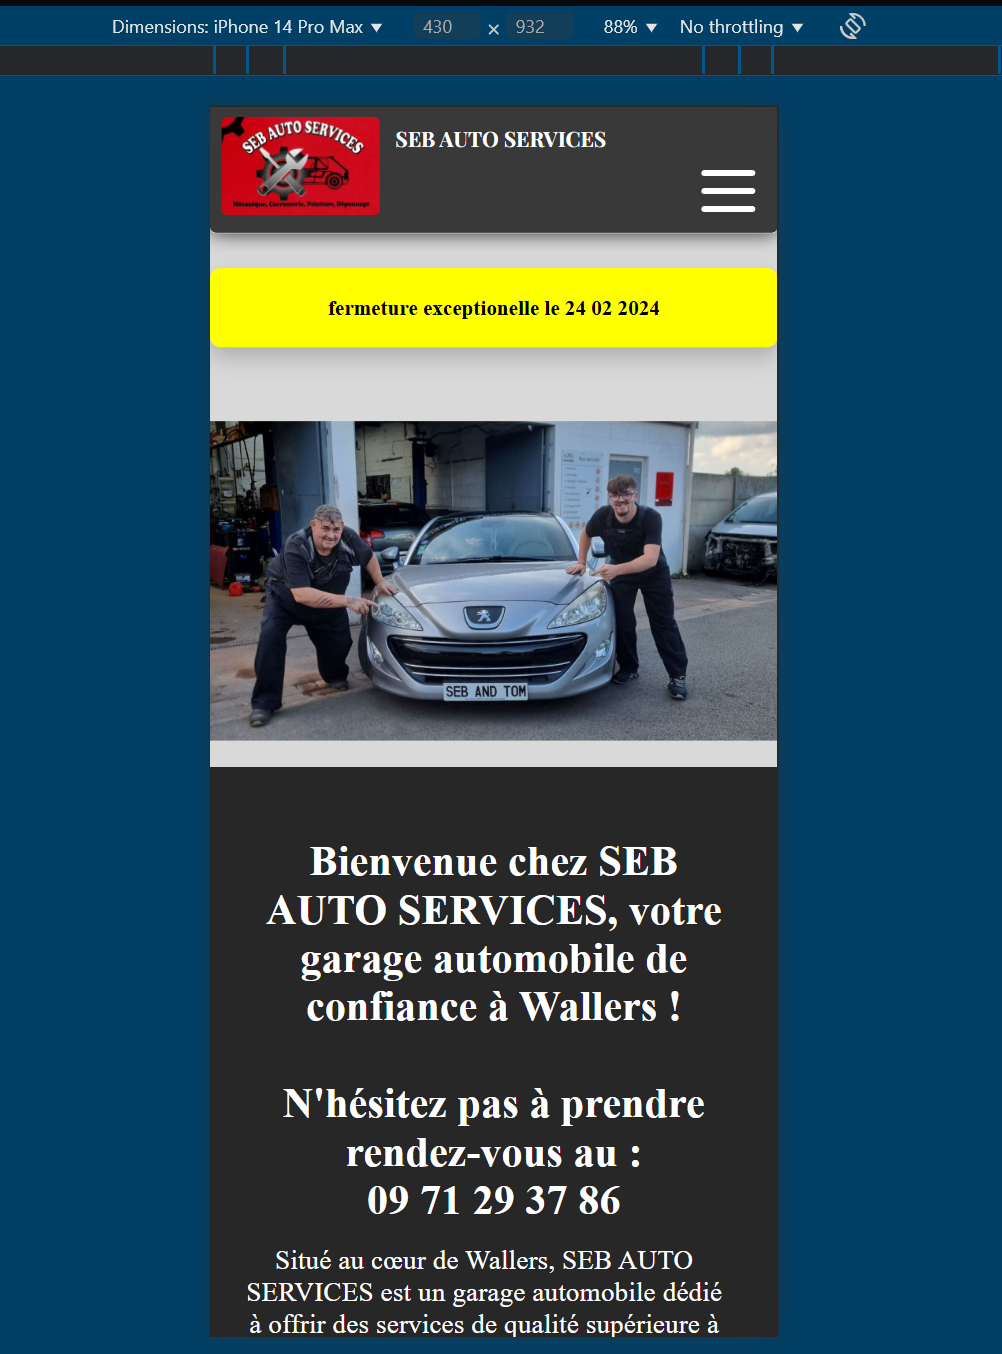 Dimensions: iPhone 14 Pro Max ▼ 430 × 932 88% ▼ No throttling ▼
SEB AUTO SERVICES
Mécanique, Carrosserie, Peinture, Dépannage
SEB AUTO SERVICES
fermeture exceptionelle le 24 02 2024
SEB AND TOM
Bienvenue chez SEB
AUTO SERVICES, votre
garage automobile de
confiance à Wallers !
N'hésitez pas à prendre
rendez-vous au :
09 71 29 37 86
Situé au cœur de Wallers, SEB AUTO
SERVICES est un garage automobile dédié
à offrir des services de qualité supérieure à